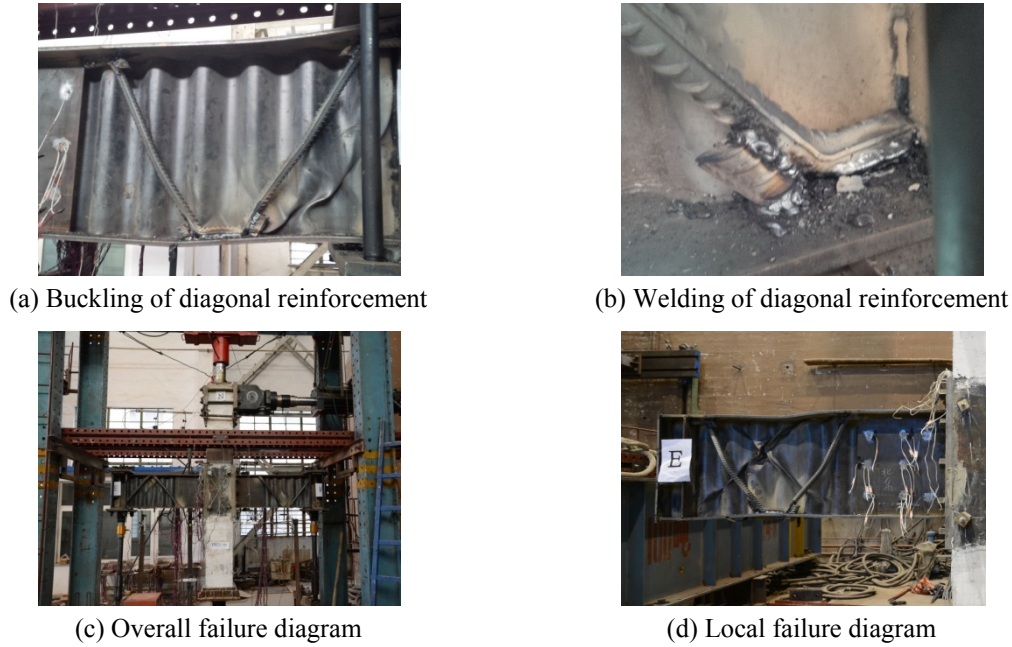 (a) Buckling of diagonal reinforcement
(b) Welding of diagonal reinforcement
E
(c) Overall failure diagram
(d) Local failure diagram